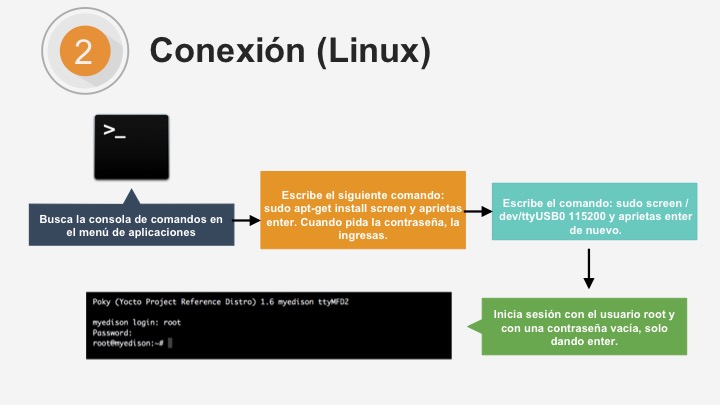 2
Conexión (Linux)
>_
Busca la consola de comandos en
el menú de aplicaciones
Escribe el siguiente comando:
sudo apt-get install screen y aprietas
enter. Cuando pida la contraseña, la
ingresas.
Escribe el comando: sudo screen /
dev/ttyUSB0 115200 y aprietas enter
de nuevo.
Poky (Yocto Project Reference Distro) 1.6 myedison ttyMFD2
myedison login: root
Password:
root@myedison:~#
Inicia sesión con el usuario root y
con una contraseña vacía, solo
dando enter.